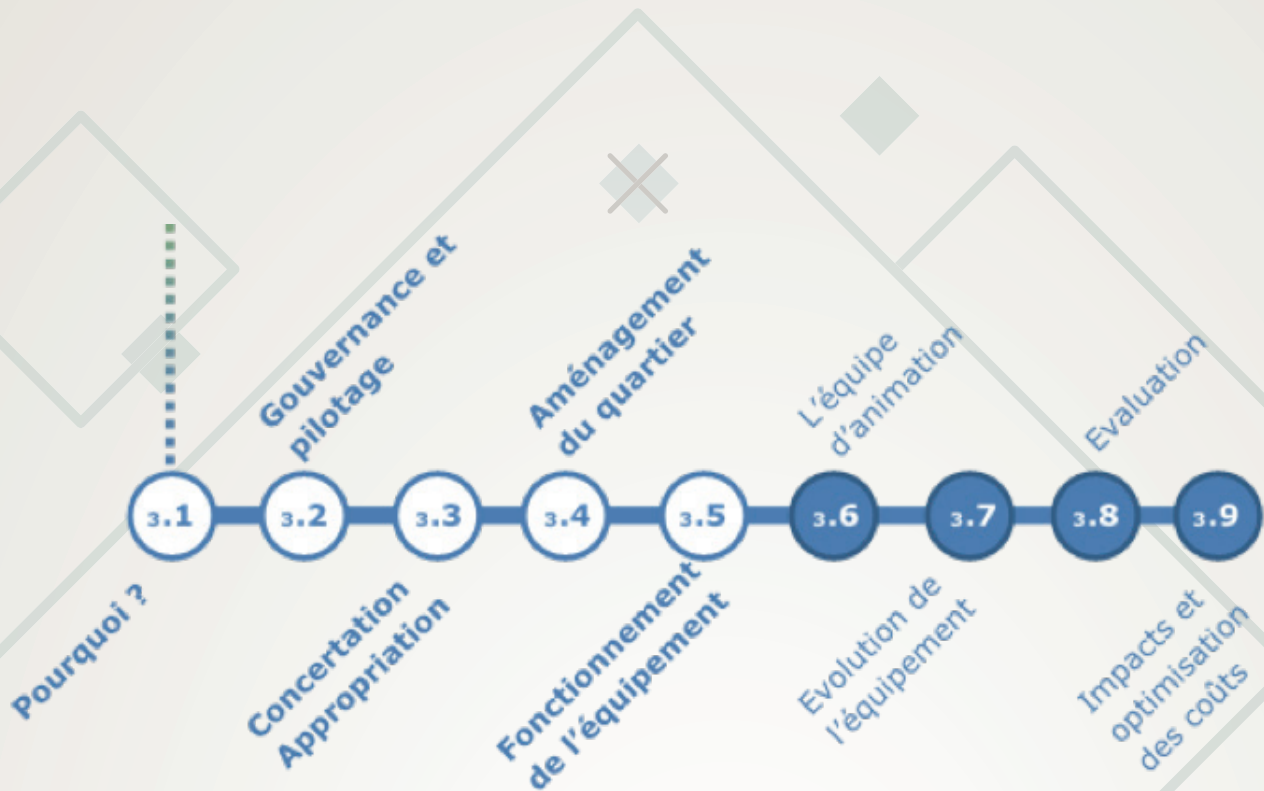 Gouvernance et
pilotage
Aménagement
du quartier
L'équipe
d'animation
Evaluation
3.1
3.2
3.3
3.4
3.5
3.6
3.7
3.8
3.9
Pourquoi ?
Concertation
Appropriation
Fonctionnement
de l'équipement
Evolution de
l'équipement
Impacts et
optimisation
des coûts